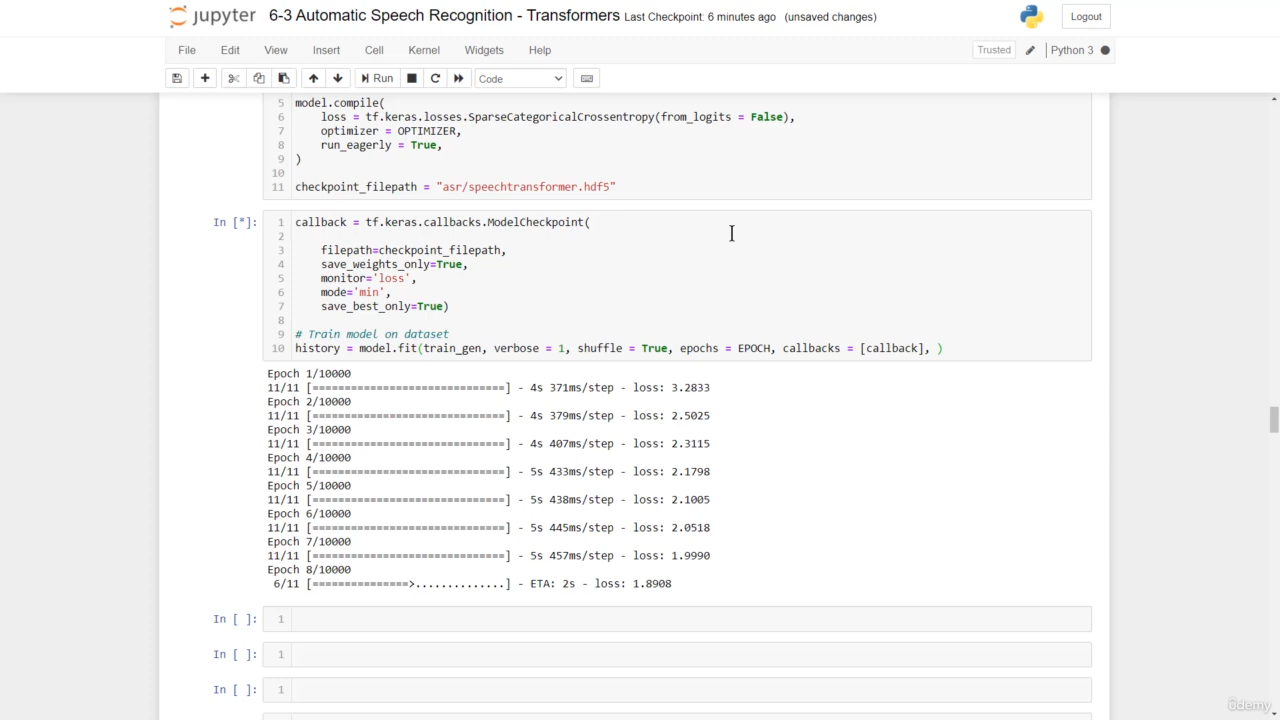 jupyter 6-3 Automatic Speech Recognition - Transformers Last Checkpoint: 6 minutes ago (unsaved changes) Logout
File Edit View Insert Cell Kernel Widgets Help Trusted Python 3
Run Code
5 model.compile(
6 loss = tf.keras.losses.SparseCategoricalCrossentropy(from_logits = False),
7 optimizer = OPTIMIZER,
8 run_eagerly = True,
9 )
10
11 checkpoint_filepath = "asr/speechtransformer.hdf5"
In [*]: 1 callback = tf.keras.callbacks.ModelCheckpoint(
2
3 filepath=checkpoint_filepath,
4 save_weights_only=True,
5 monitor='loss',
6 mode='min',
7 save_best_only=True)
8
9 # Train model on dataset
10 history = model.fit(train_gen, verbose = 1, shuffle = True, epochs = EPOCH, callbacks = [callback], )
Epoch 1/10000
11/11 [==============================] - 4s 371ms/step - loss: 3.2833
Epoch 2/10000
11/11 [==============================] - 4s 379ms/step - loss: 2.5025
Epoch 3/10000
11/11 [==============================] - 4s 407ms/step - loss: 2.3115
Epoch 4/10000
11/11 [==============================] - 5s 433ms/step - loss: 2.1798
Epoch 5/10000
11/11 [==============================] - 5s 438ms/step - loss: 2.1005
Epoch 6/10000
11/11 [==============================] - 5s 445ms/step - loss: 2.0518
Epoch 7/10000
11/11 [==============================] - 5s 457ms/step - loss: 1.9990
Epoch 8/10000
6/11 [===============>..............] - ETA: 2s - loss: 1.8908
In [ ]: 1
In [ ]: 1
In [ ]: 1
ûdemy